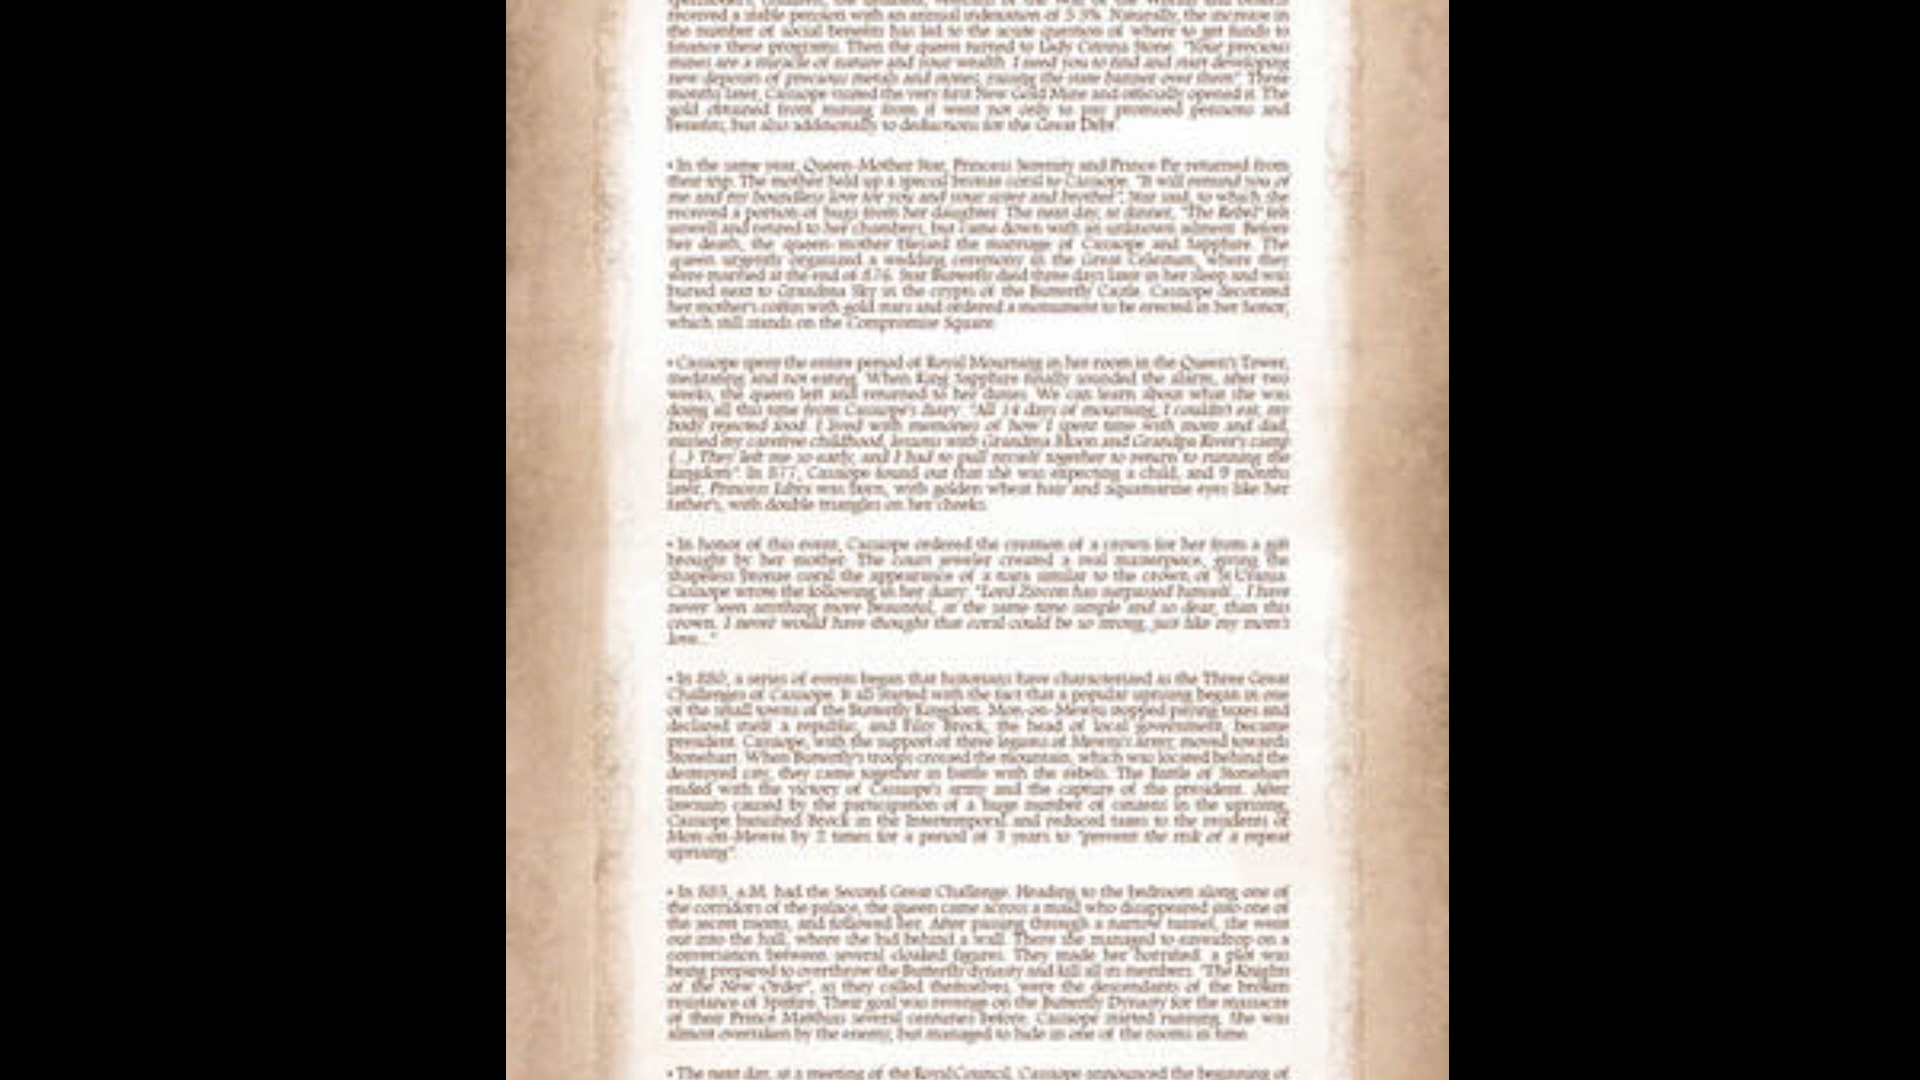 received a stable pension with an annual indexation of 5.5%. Naturally, the increase in
the number of social benefits has led to the acute question of where to get funds to
finance these programs. Then the queen turned to Lady Stone. "Your precious
mines are a miracle of nature and your wealth. I need you to find and start developing
new deposits of precious metals and stones, raising the state banner over them". Three
months later, Cassiope visited the very first New Gold Mine and officially opened it. The
gold obtained from mining from it went not only to pay promised pensions and
benefits, but also additionally to deductions for the Great Debt.
• In the same year, Queen-Mother Star, Princess Serenity and Prince Pie returned from
their trip. The mother held up a special bronze coral to Cassiope. "It will remind you of
me and my boundless love for you and your sister and brother", Star said, to which she
received a portion of hugs from her daughter. The next day, at dinner, "The Rebel" felt
unwell and retired to her chambers, but came down with an unknown ailment. Before
her death, the queen-mother blessed the marriage of Cassiope and Sapphire. The
queen urgently organized a wedding ceremony in the Great where they
were married at the end of 876. Star Butterfly died three days later in her sleep and was
buried next to Grandma Sky in the crypts of the Butterfly Castle. Cassiope decorated
her mother's coffin with gold stars and ordered a monument to be erected in her honor,
which still stands on the Compromise Square.
• Cassiope spent the entire period of Royal Mourning in her room in the Queen's Tower,
meditating and not eating. When King Sapphire finally sounded the alarm, after two
weeks, the queen left and returned to her duties. We can learn about what she was
doing all this time from Cassiope's diary: "All 14 days of mourning, I couldn't eat, my
body rejected food. I lived with memories of how I spent time with mom and dad,
missed my carefree childhood, lessons with Grandma Moon and Grandpa River's camp
(...) They left me so early, and I had to pull myself together to return to running the
kingdom". In 877, Cassiope found out that she was expecting a child, and 9 months
later, Princess was born, with golden wheat hair and aquamarine eyes like her
father's, with double triangles on her cheeks.
• In honor of this event, Cassiope ordered the creation of a crown for her from a gift
brought by her mother. The court jeweler created a real masterpiece, giving the
shapeless bronze coral the appearance of a tiara similar to the crown of St.Urania.
Cassiope wrote the following in her diary: "Lord Zircon has surpassed himself... I have
never seen anything more beautiful, at the same time simple and so dear, than this
crown. I never would have thought that coral could be so strong, just like my mom's
love..."
• In 880, a series of events began that historians have characterized as the Three Great
Challenges of Cassiope. It all started with the fact that a popular uprising began in one
of the small towns of the Butterfly Kingdom. Mon-on-Mewns stopped paying taxes and
declared itself a republic, and Brock, the head of local government, became
president. Cassiope, with the support of three legions of Mewni's army, moved towards
Stonehart. When Butterfly's troops crossed the mountain, which was located behind the
destroyed city, they came together in battle with the rebels. The Battle of Stonehart
ended with the victory of Cassiope's army and the capture of the president. After
lawsuits caused by the participation of a huge number of citizens in the uprising,
Cassiope banished Brock in the Intertemporal and reduced taxes to the residents of
Mon-on-Mewns by 2 times for a period of 3 years to "prevent the risk of a repeat
uprising".
• In 883, a.M. had the Second Great Challenge. Heading to the bedroom along one of
the corridors of the palace, the queen came across a maid who disappeared into one of
the secret rooms, and followed her. After passing through a narrow tunnel, she went
out into the hall, where she hid behind a wall. There she managed to eavesdrop on a
conversation between several cloaked figures. They made her horrified: a plot was
being prepared to overthrow the Butterfly dynasty and kill all its members. "The Knights
of the New Order", as they called themselves, were the descendants of the broken
resistance of Spitfire. Their goal was revenge on the Butterfly Dynasty for the massacre
of their Prince Matthias several centuries before. Cassiope started running. She was
almost overtaken by the enemy, but managed to hide in one of the rooms in time.
• The next day, at a meeting of the Royal Council, Cassiope announced the beginning of